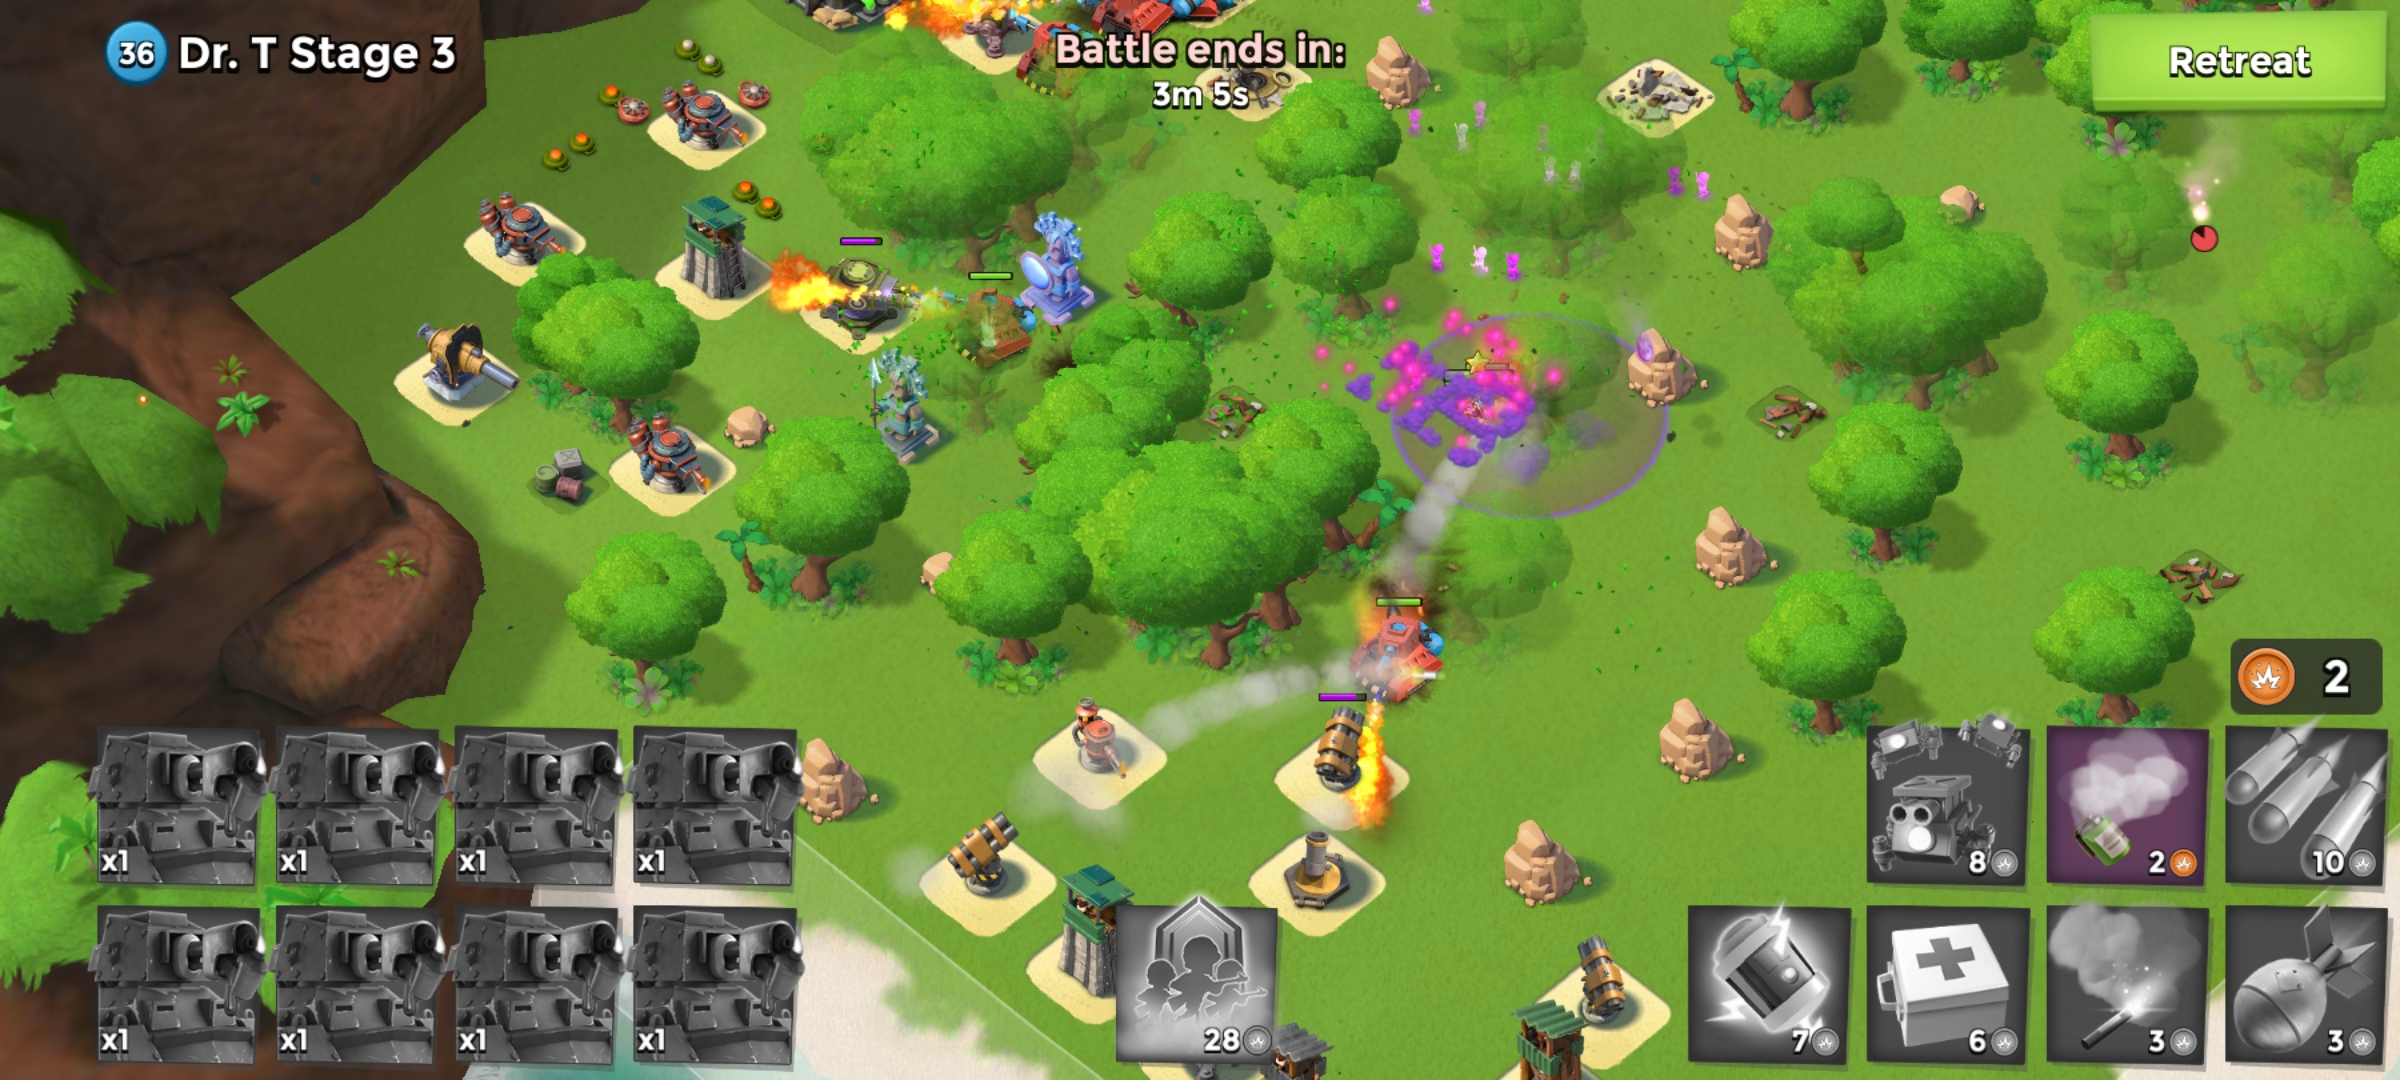 36 Dr. T Stage 3
Battle ends in:
3m 5s
Retreat
2
x1 x1 x1 x1
8 2 10
x1 x1 x1 x1
28 7 6 3 3